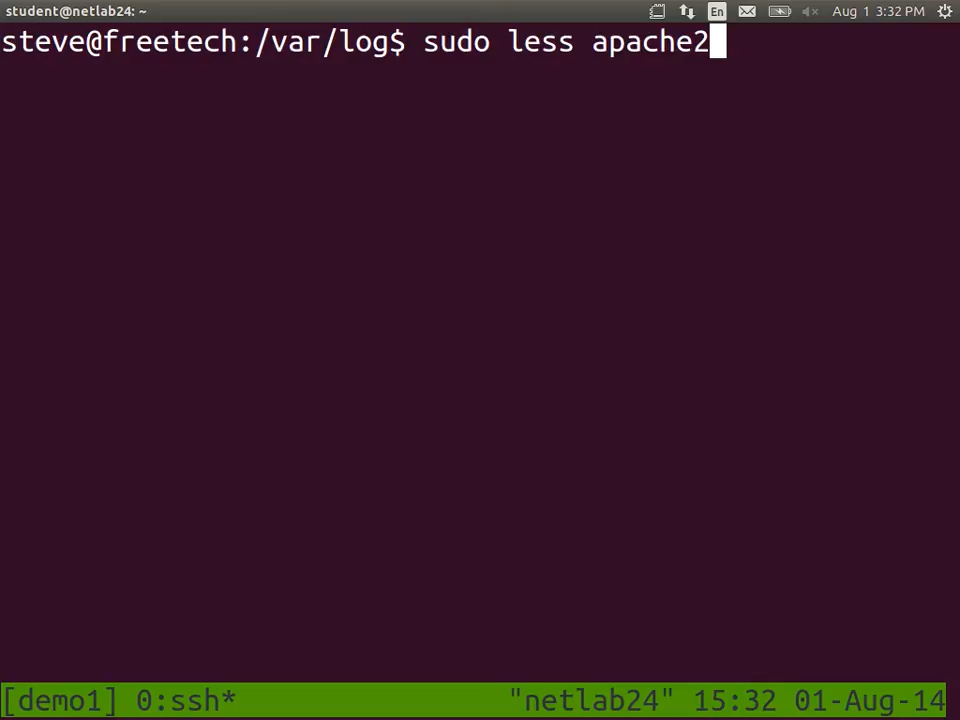 student@netlab24: ~ En Aug 1 3:32 PM
steve@freetech:/var/log$ sudo less apache2
[demo1] 0:ssh* "netlab24" 15:32 01-Aug-14